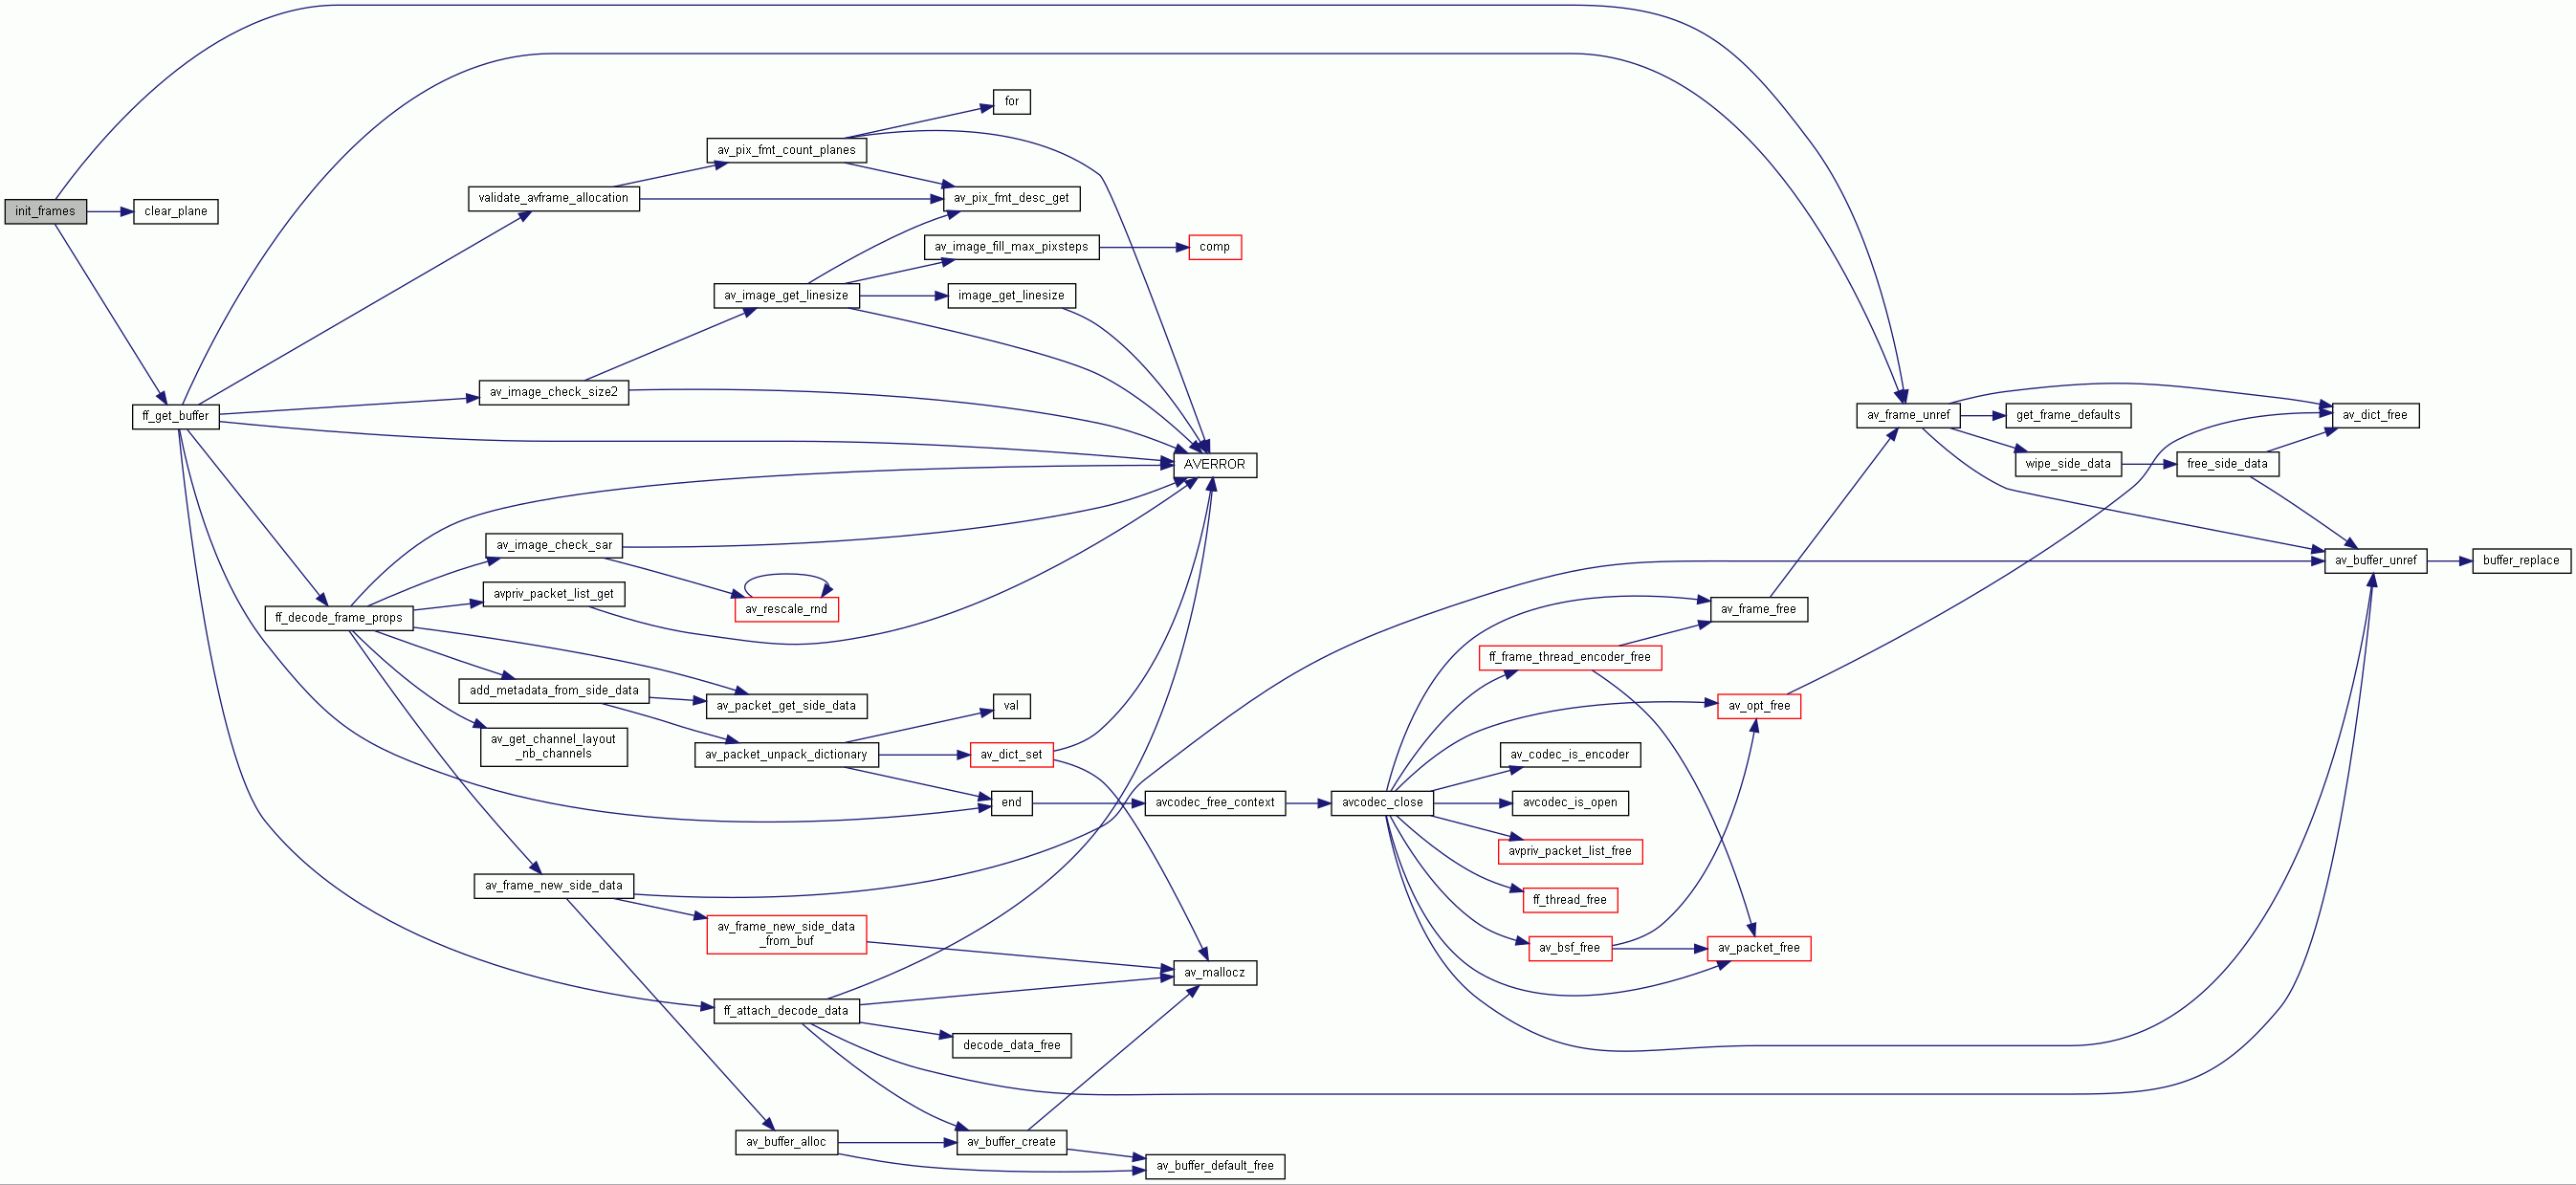 init_frames
clear_plane
ff_get_buffer
validate_avframe_allocation
av_image_check_size2
ff_decode_frame_props
av_image_check_sar
avpriv_packet_list_get
add_metadata_from_side_data
av_get_channel_layout
_nb_channels
av_frame_new_side_data
av_pix_fmt_count_planes
av_image_get_linesize
av_rescale_rnd
av_packet_get_side_data
av_packet_unpack_dictionary
av_frame_new_side_data
_from_buf
ff_attach_decode_data
av_buffer_alloc
for
av_pix_fmt_desc_get
av_image_fill_max_pixsteps
image_get_linesize
val
av_dict_set
end
decode_data_free
av_buffer_create
comp
AVERROR
avcodec_free_context
av_mallocz
av_buffer_default_free
avcodec_close
ff_frame_thread_encoder_free
av_codec_is_encoder
avcodec_is_open
avpriv_packet_list_free
ff_thread_free
av_bsf_free
av_frame_free
av_opt_free
av_packet_free
av_frame_unref
get_frame_defaults
wipe_side_data
free_side_data
av_dict_free
av_buffer_unref
buffer_replace